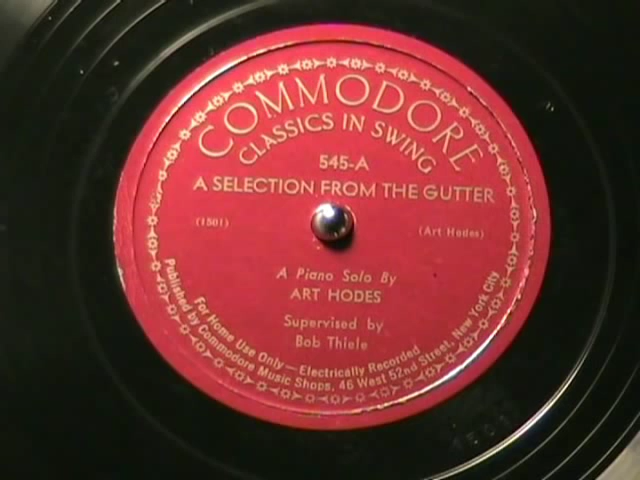 COMMODORE
CLASSICS IN SWING
545-A
A SELECTION FROM THE GUTTER
(1501) (Art Hodes)
A Piano Solo By
ART HODES
Supervised by
Bob Thiele
For Home Use Only — Electrically Recorded
Published by Commodore Music Shops, 46 West 52nd Street, New York City
1501